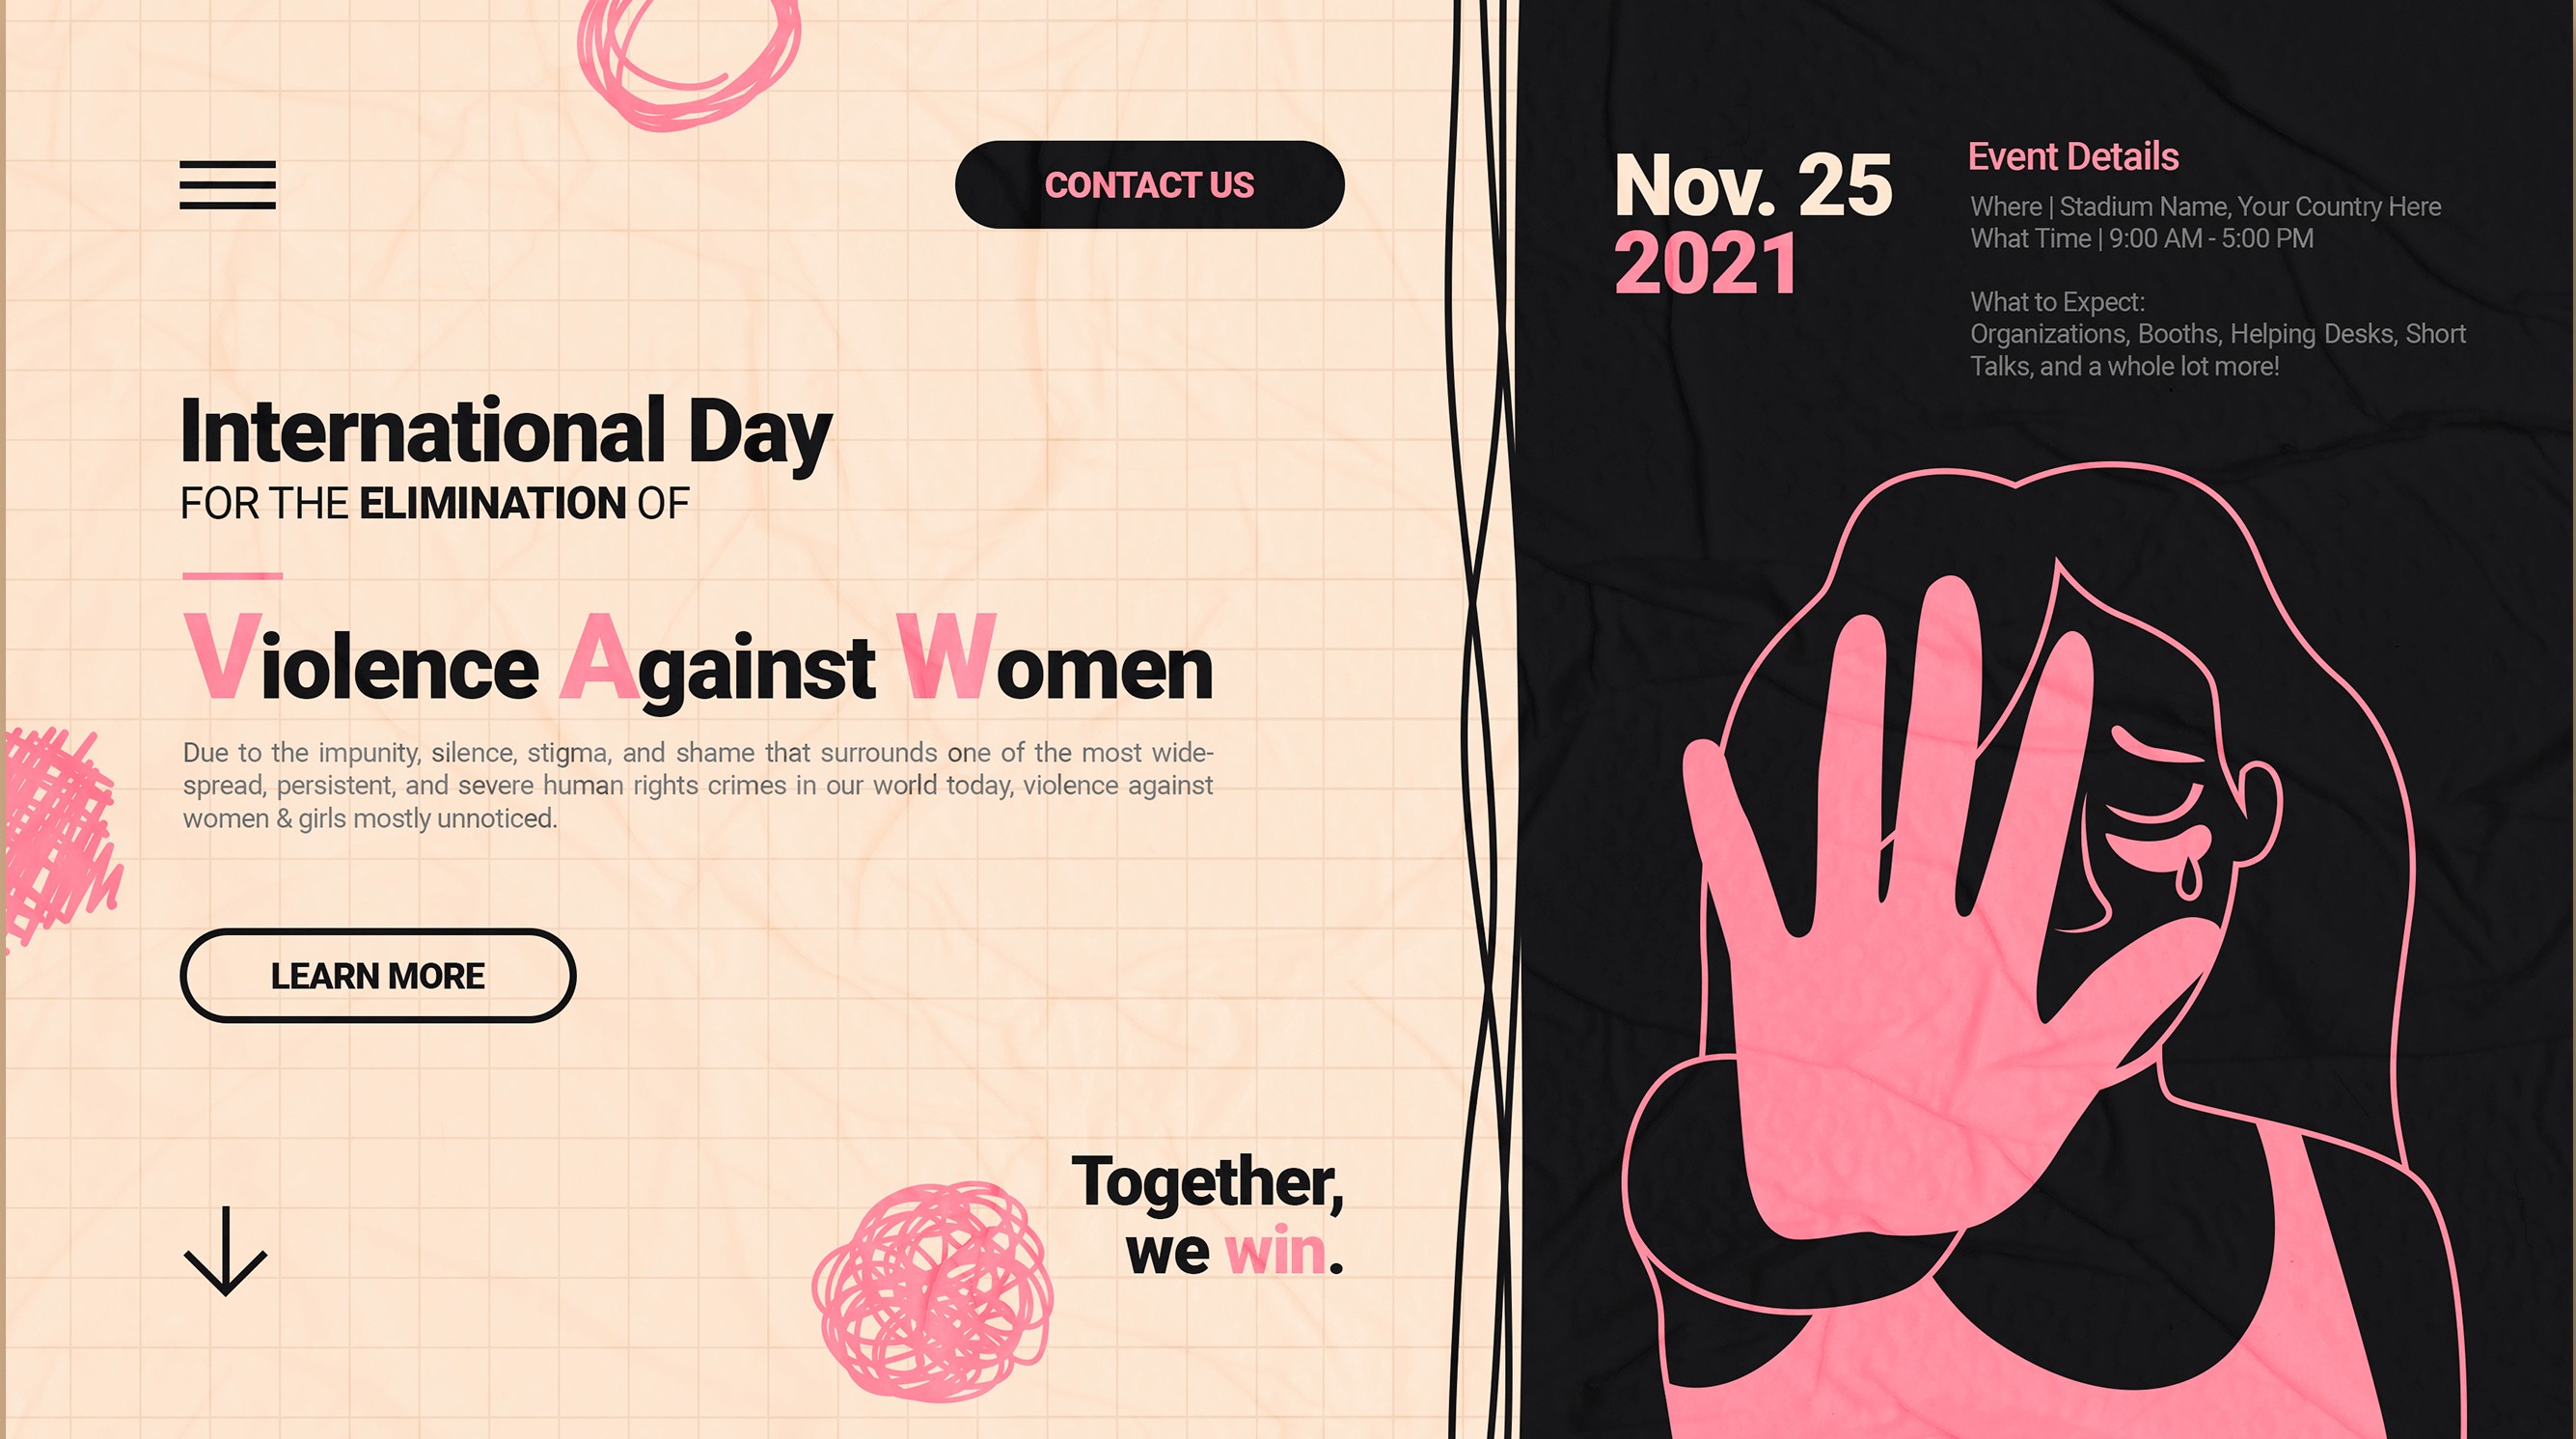 CONTACT US
International Day
FOR THE ELIMINATION OF
Violence Against Women
Due to the impunity, silence, stigma, and shame that surrounds one of the most wide-
spread, persistent, and severe human rights crimes in our world today, violence against
women & girls mostly unnoticed.
LEARN MORE
Together,
we win.
Nov. 25
2021
Event Details
Where | Stadium Name, Your Country Here
What Time | 9:00 AM - 5:00 PM
What to Expect:
Organizations, Booths, Helping Desks, Short
Talks, and a whole lot more!